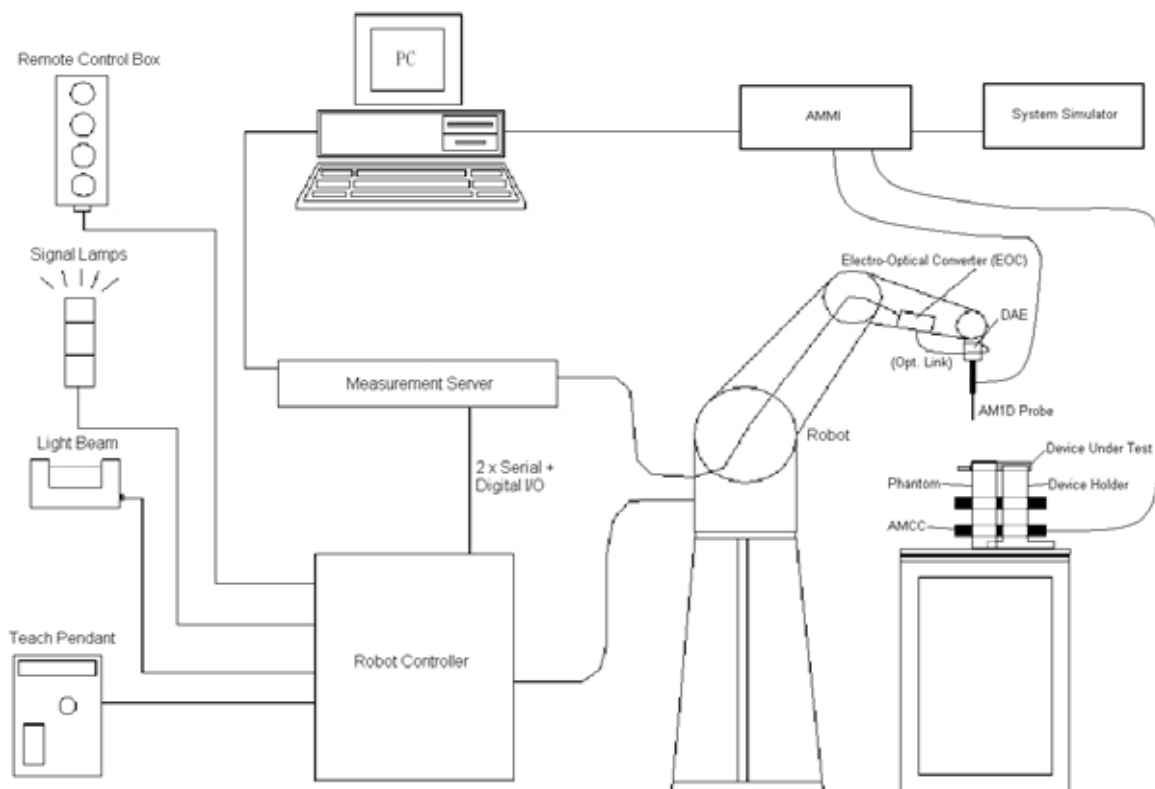 Remote Control Box
PC
AMMI
System Simulator
Signal Lamps
Electro-Optical Converter (EOC)
DAE
(Opt. Link)
Measurement Server
AM1D Probe
Light Beam
Robot
2 x Serial +
Digital I/O
Device Under Test
Phantom
Device Holder
AMCC
Teach Pendant
Robot Controller